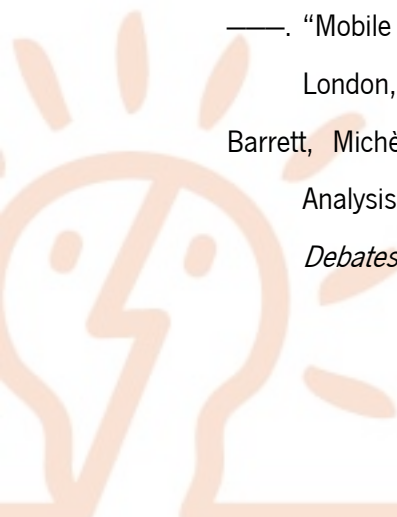 ———. “Mobile
London,
Barrett, Michè
Analysis
Debates